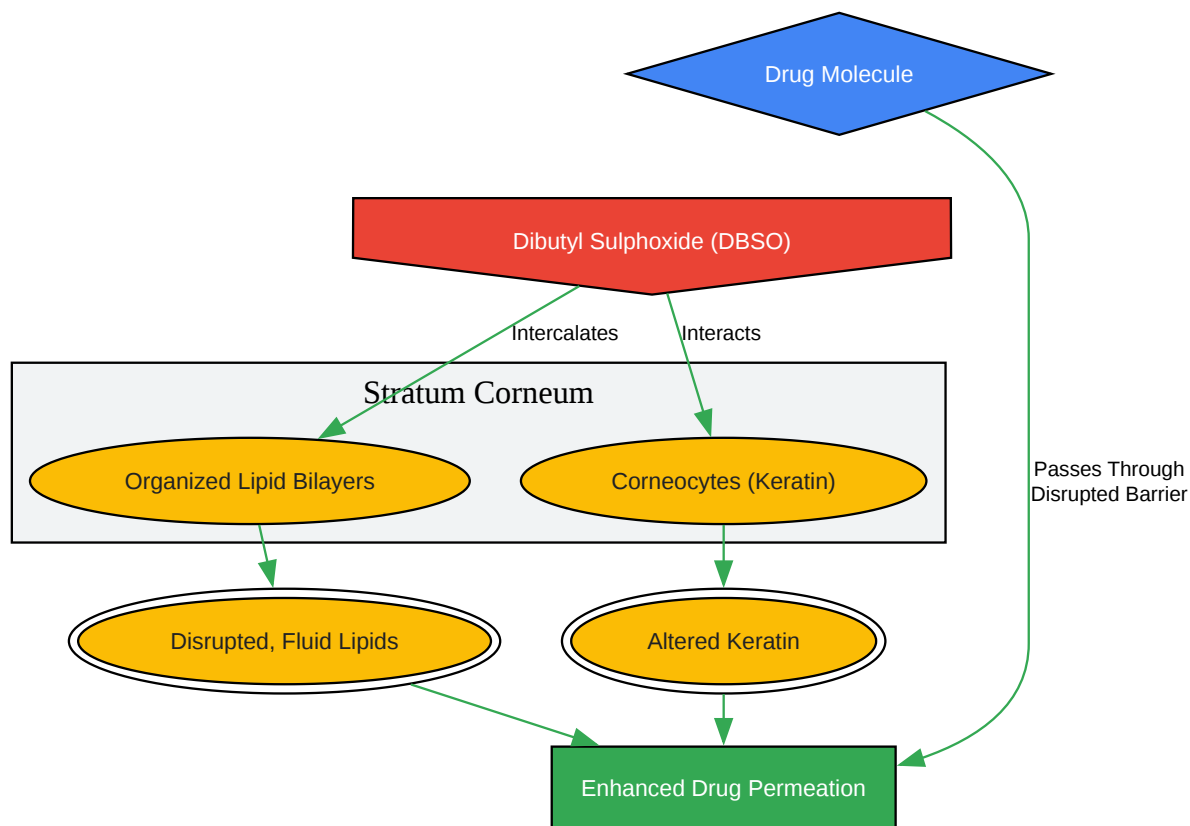 Drug Molecule
Dibutyl Sulphoxide (DBSO)
Intercalates
Interacts
Stratum Corneum
Organized Lipid Bilayers
Corneocytes (Keratin)
Passes Through
Disrupted Barrier
Disrupted, Fluid Lipids
Altered Keratin
Enhanced Drug Permeation